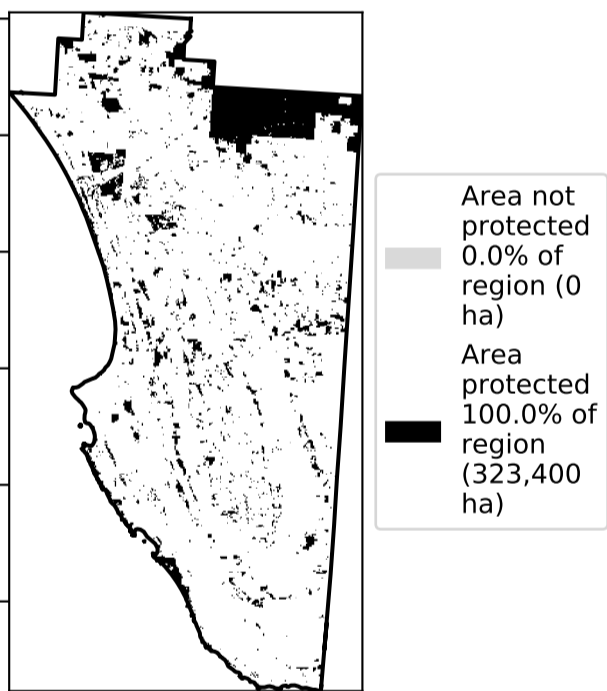 Area not
protected
0.0% of
region (0
ha)
Area
protected
100.0% of
region
(323,400
ha)